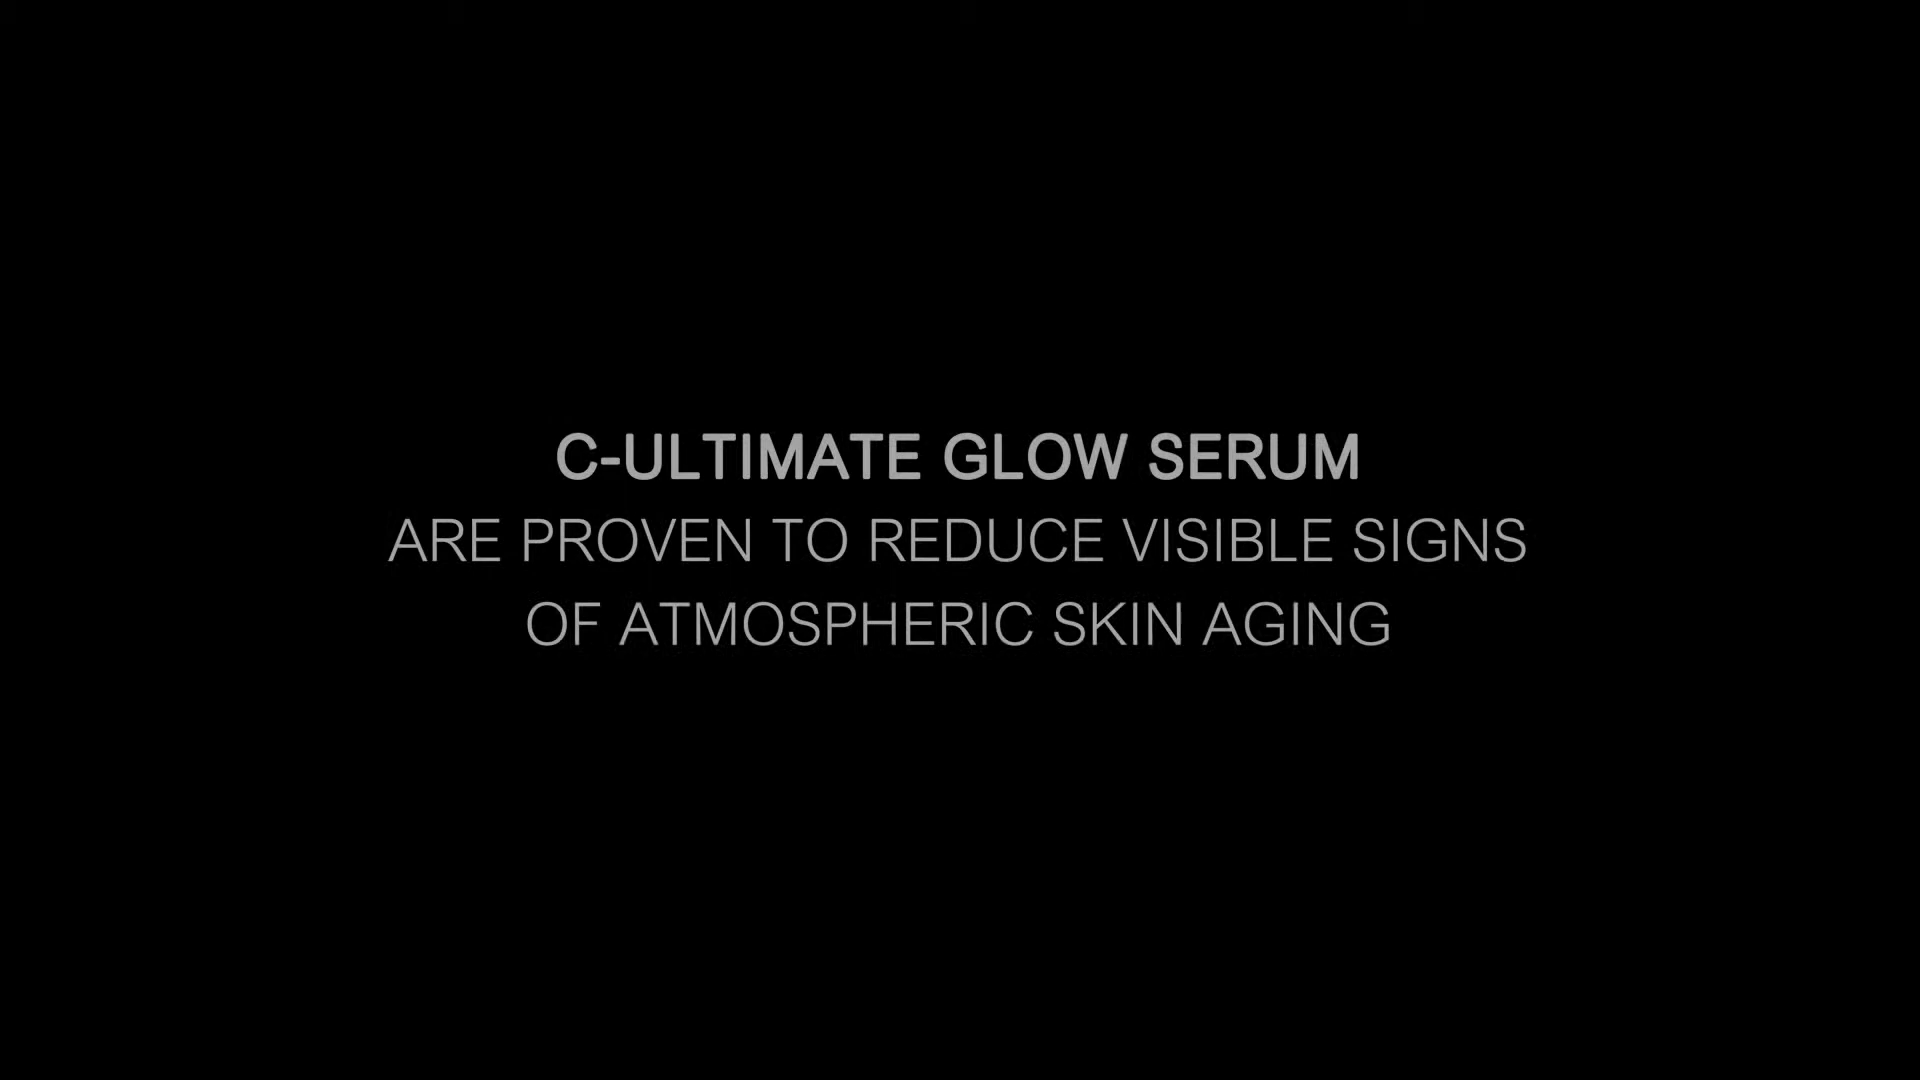 C-ULTIMATE GLOW SERUM
ARE PROVEN TO REDUCE VISIBLE SIGNS
OF ATMOSPHERIC SKIN AGING